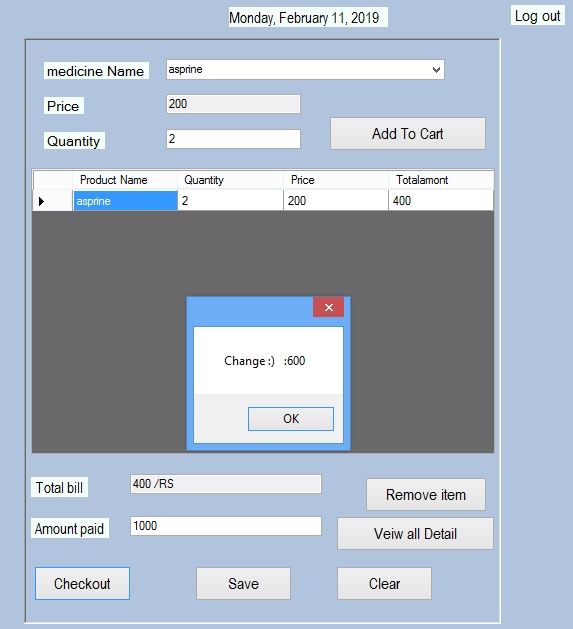 Monday, February 11, 2019
Log out
medicine Name
asprine
Price
200
Quantity
2
Add To Cart
Product Name Quantity Price Totalamont
asprine 2 200 400
Change :) :600
OK
Total bill
400 /RS
Remove item
Amount paid
1000
Veiw all Detail
Checkout
Save
Clear